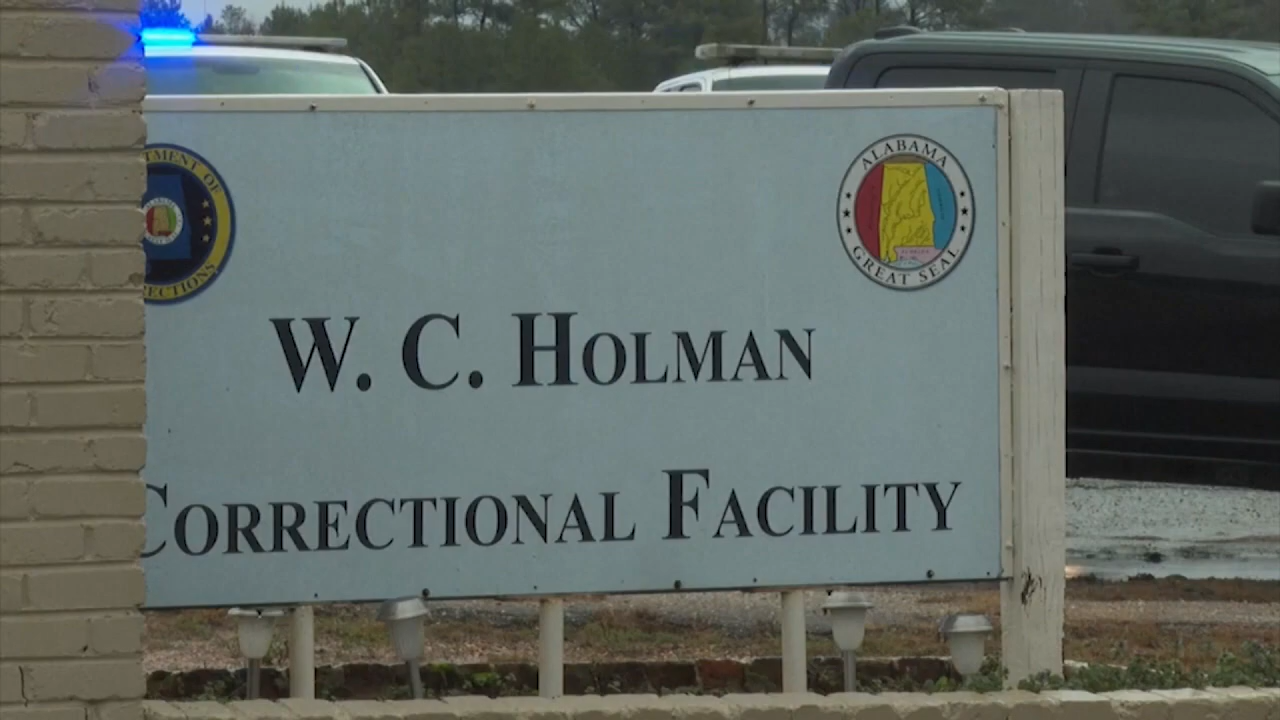 ALABAMA
GREAT SEAL
W. C. HOLMAN
CORRECTIONAL FACILITY